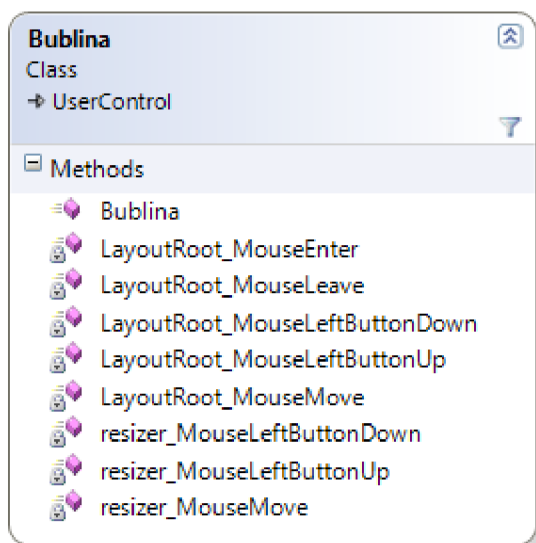 Bublina
Class
UserControl
Methods
Bublina
LayoutRoot_MouseEnter
LayoutRoot_MouseLeave
LayoutRoot_MouseLeftButtonDown
LayoutRoot_MouseLeftButtonUp
LayoutRoot_MouseMove
resizer_MouseLeftButtonDown
resizer_MouseLeftButtonUp
resizer_MouseMove